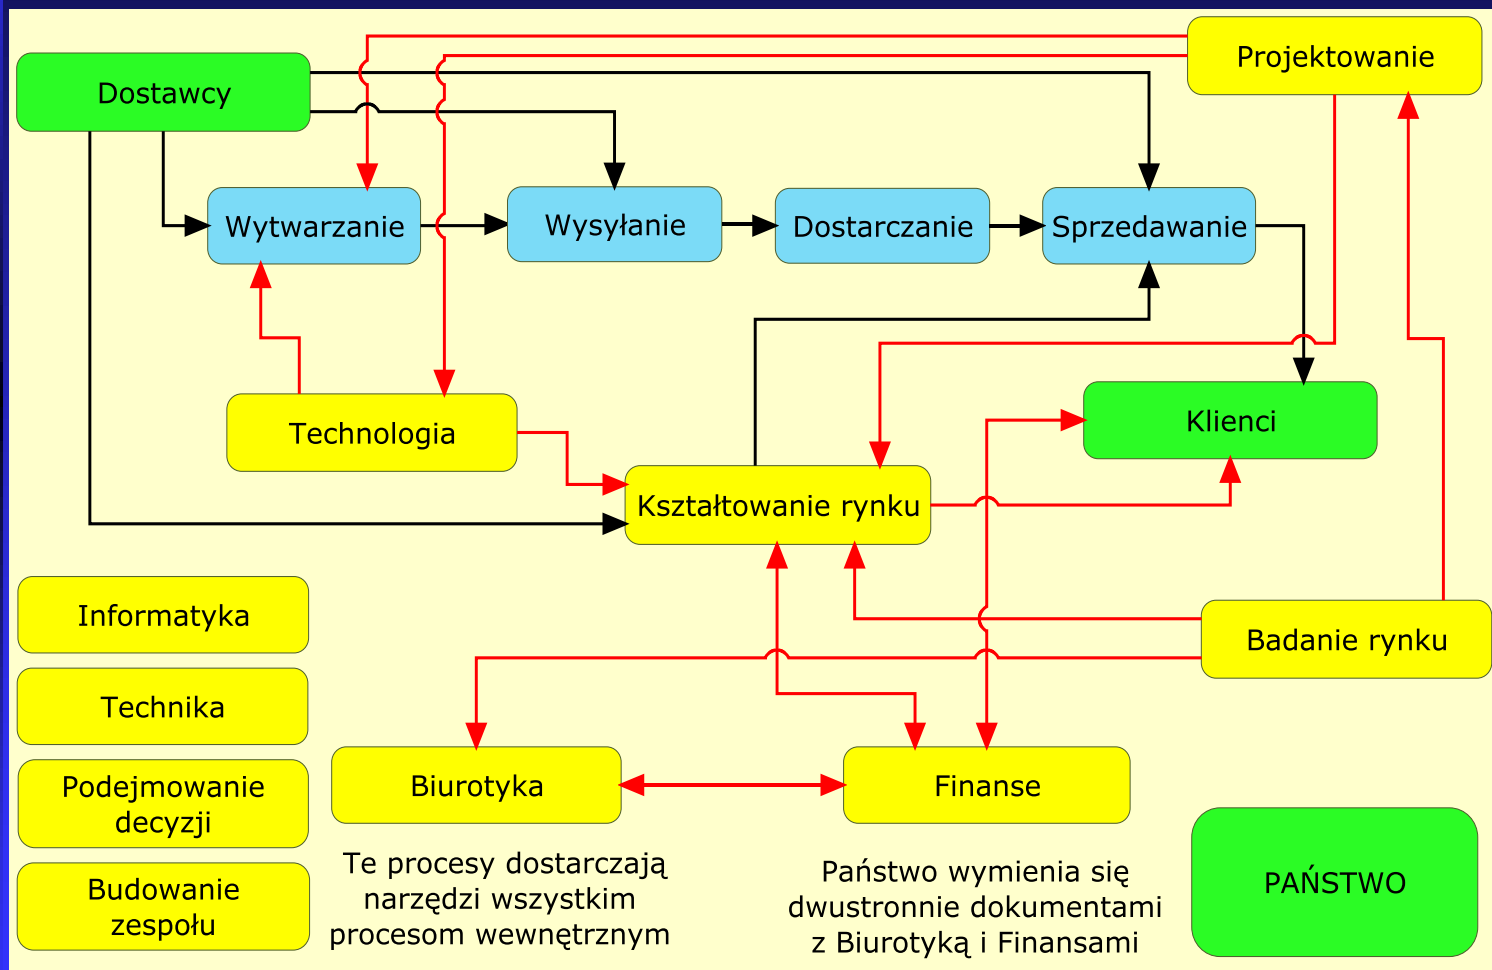 Projektowanie
Dostawcy
Wytwarzanie
Wysyłanie
Dostarczanie
Sprzedawanie
Technologia
Klienci
Kształtowanie rynku
Informatyka
Badanie rynku
Technika
Podejmowanie
decyzji
Biurotyka
Finanse
Budowanie
zespołu
Te procesy dostarczają
narzędzi wszystkim
procesom wewnętrznym
Państwo wymienia się
dwustronnie dokumentami
z Biurotyką i Finansami
PAŃSTWO